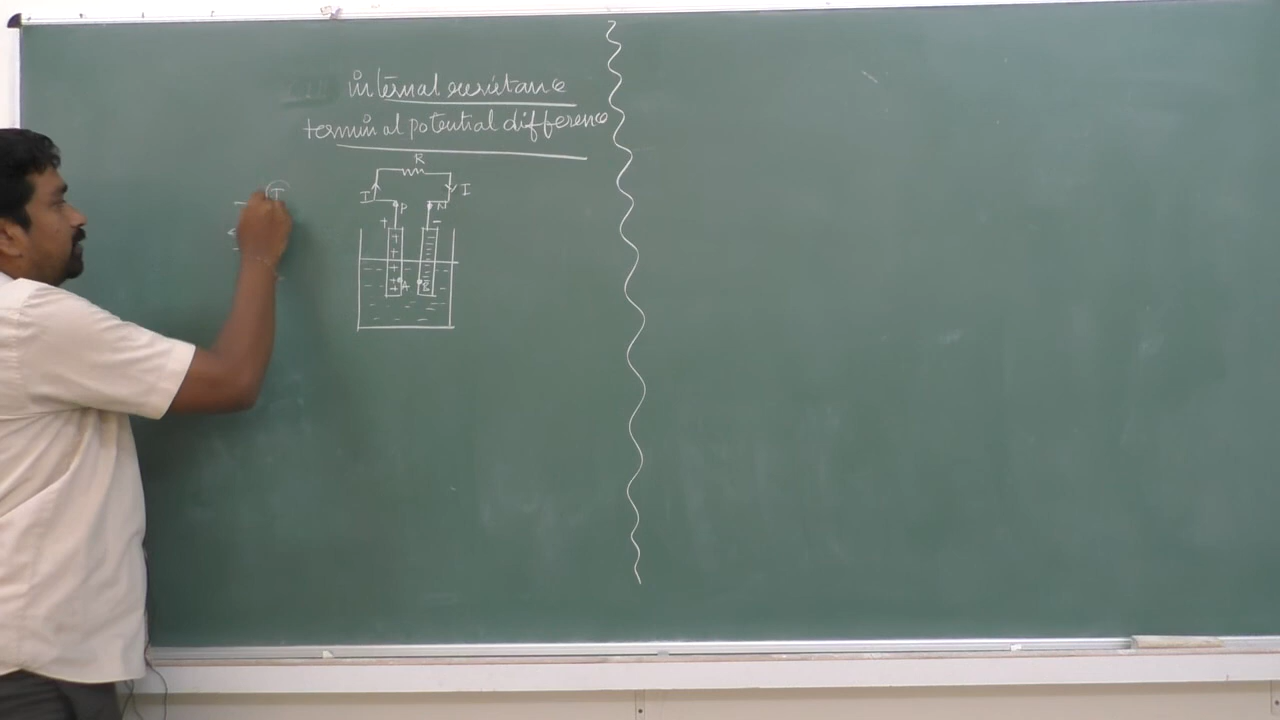 internal resistance
terminal potential difference
R
I I
P N
+ -
A B